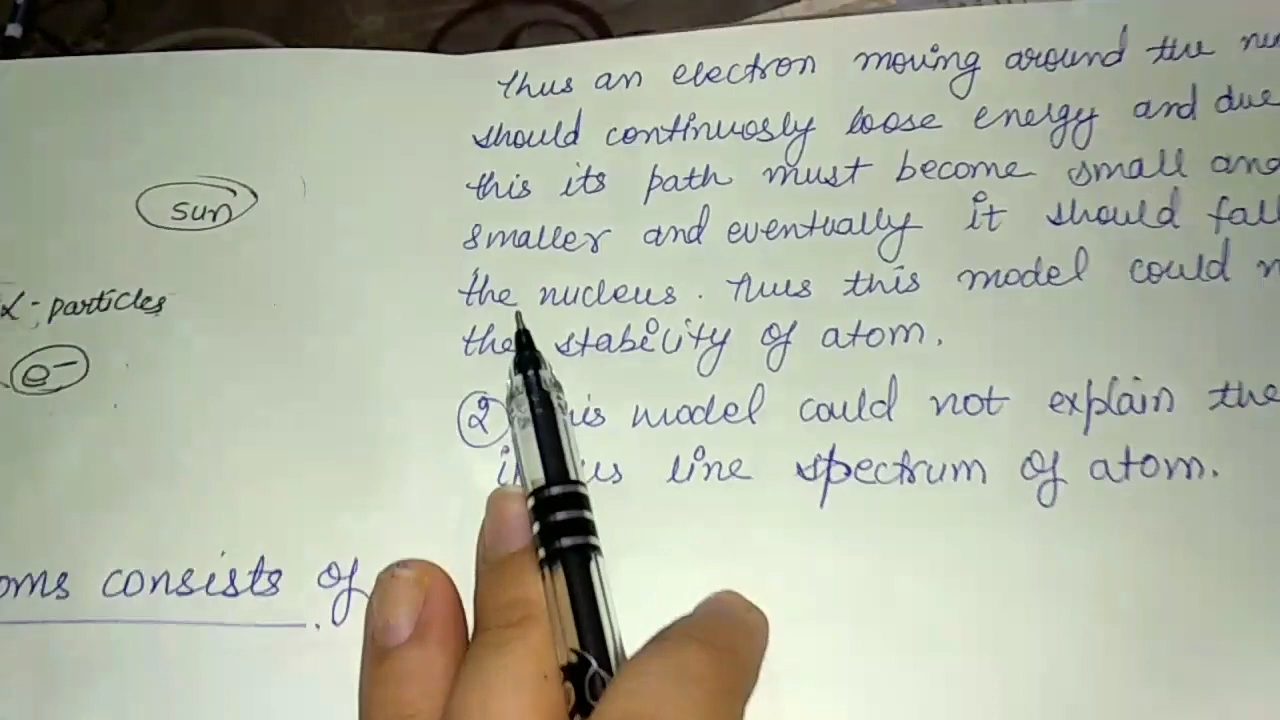 thus an electron moving around the
should continuosly loose energy and due
this its path must become small and
smaller and eventually it should fall
the nucleus. thus this model could
the stability of atom.
sun
α- particles
e-
2 model could not explain the
line spectrum of atom.
consists of